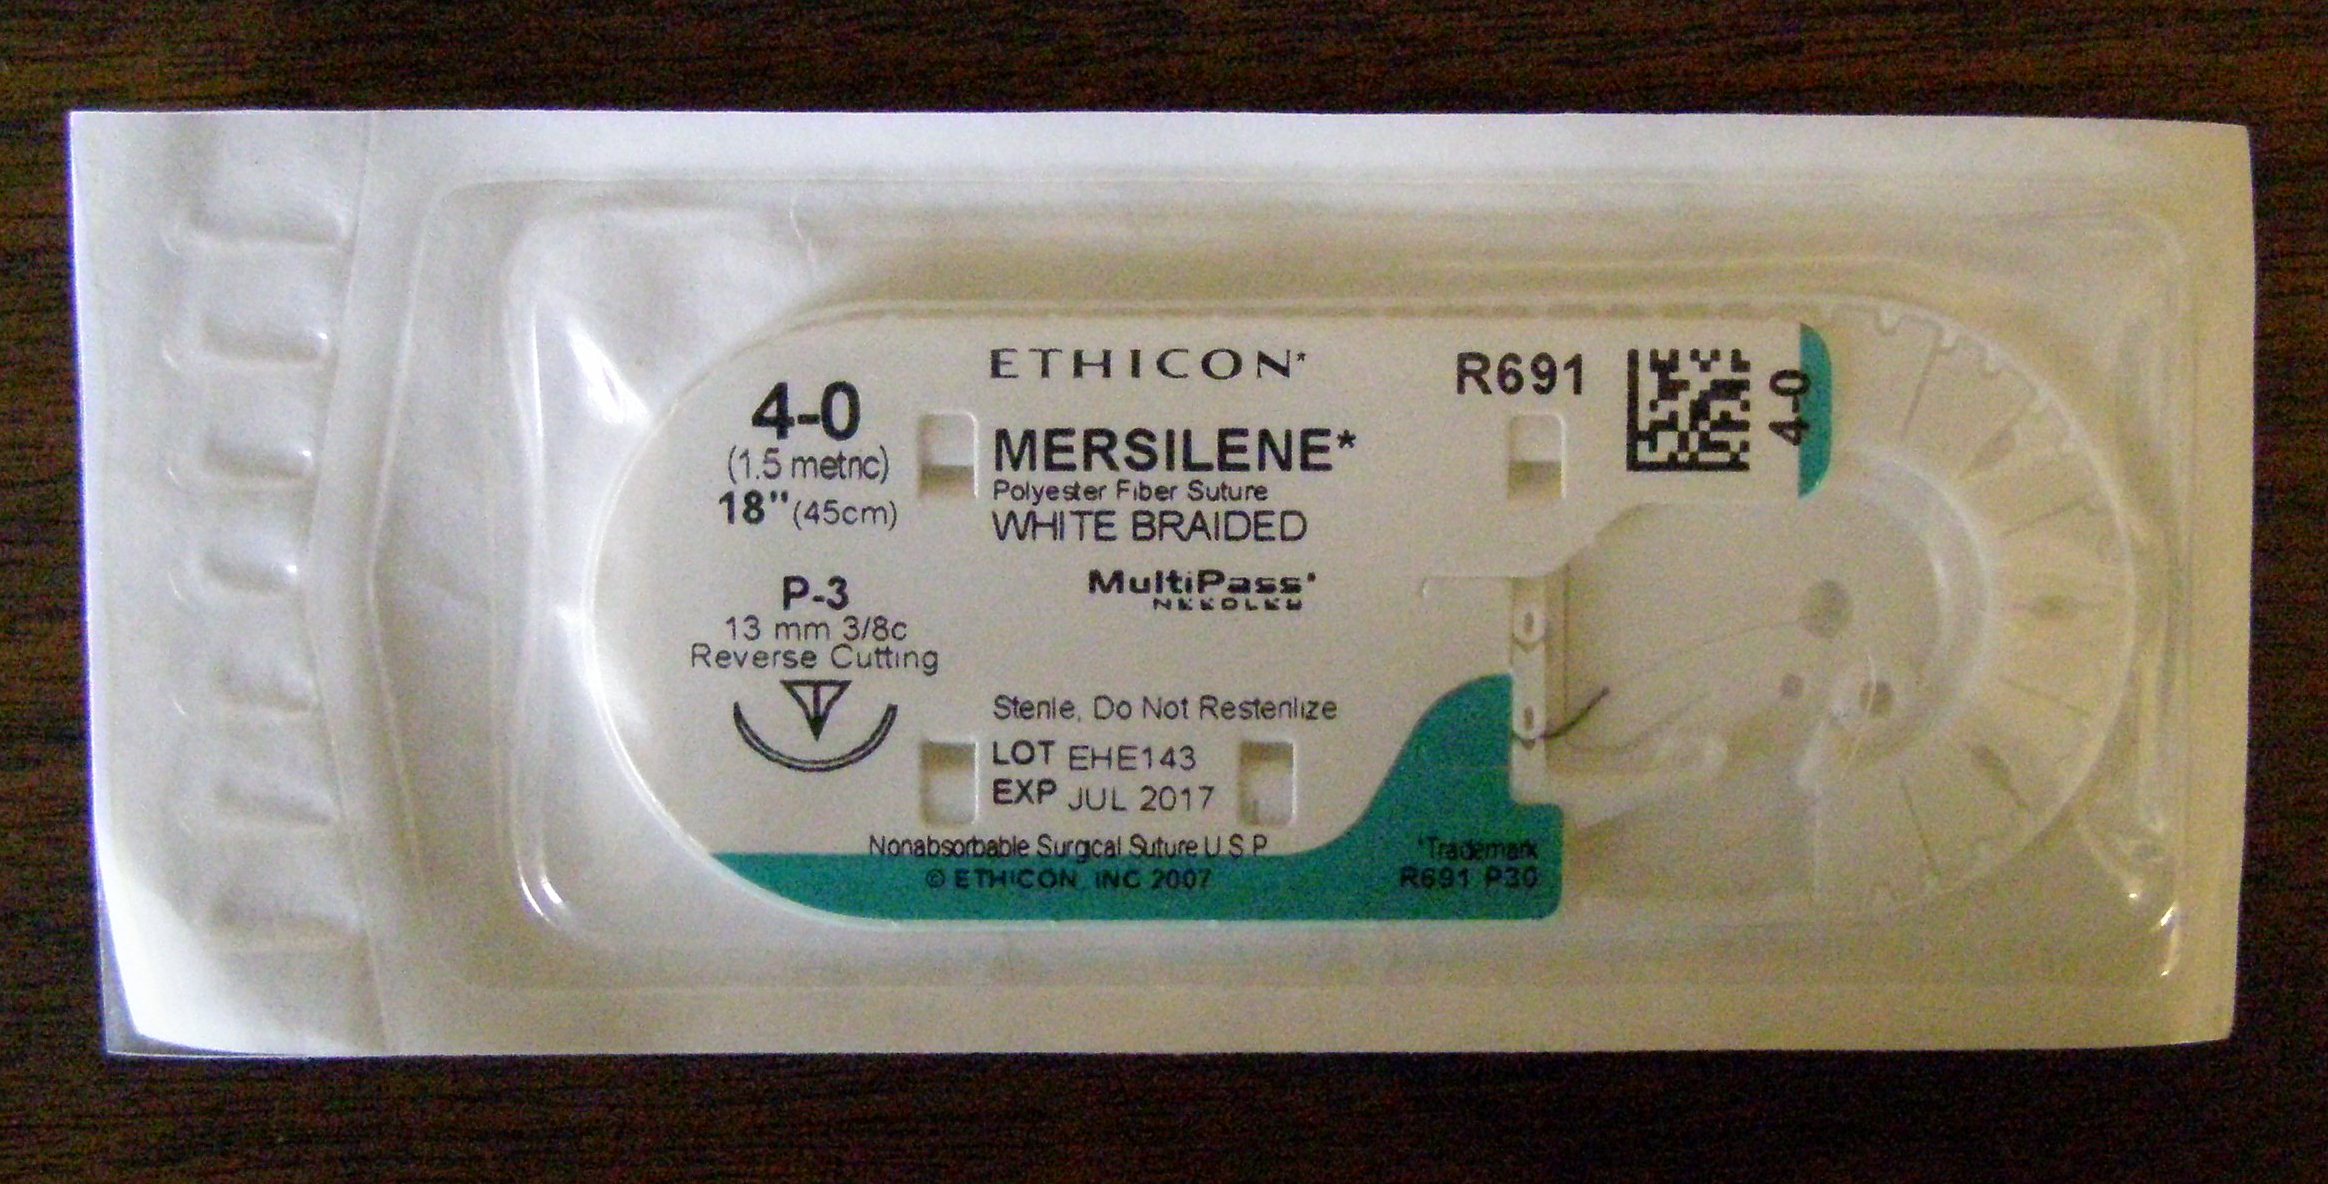 ETHICON*
R691
4-0
4-0
(1.5 metric)
18" (45cm)
MERSILENE*
Polyester Fiber Suture
WHITE BRAIDED
MultiPass*
NEEDLES
P-3
13 mm 3/8c
Reverse Cutting
Sterile, Do Not Resterilize
LOT EHE143
EXP JUL 2017
Nonabsorbable Surgical Suture U.S.P.
© ETHICON, INC 2007
*Trademark
R691 P30